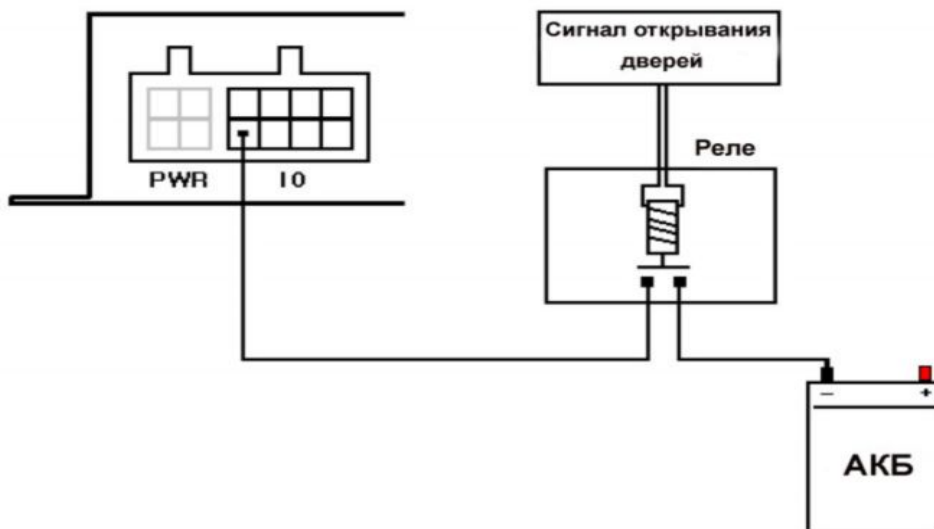 Сигнал открывания
дверей
Реле
PWR IO
– +
АКБ